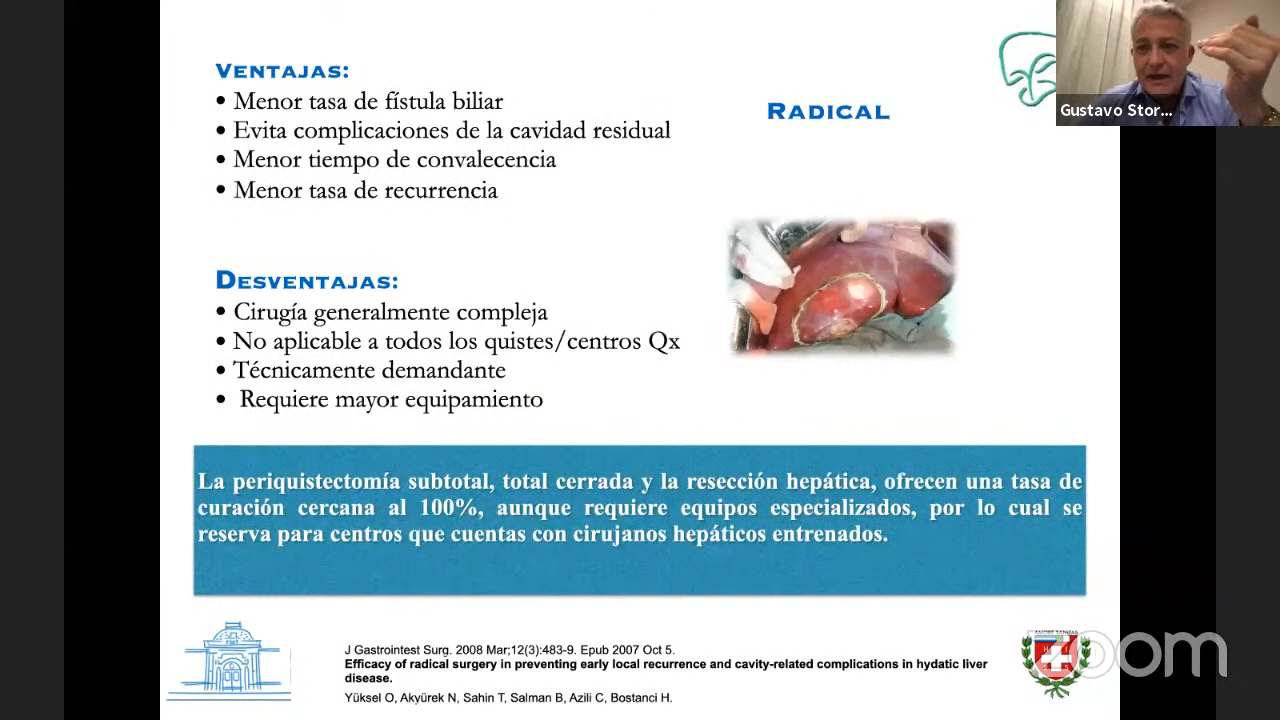 VENTAJAS:
• Menor tasa de fístula biliar
• Evita complicaciones de la cavidad residual
• Menor tiempo de convalecencia
• Menor tasa de recurrencia
RADICAL
Gustavo Stor...
DESVENTAJAS:
• Cirugía generalmente compleja
• No aplicable a todos los quistes/centros Qx
• Técnicamente demandante
• Requiere mayor equipamiento
La periquistectomía subtotal, total cerrada y la resección hepática, ofrecen una tasa de
curación cercana al 100%, aunque requiere equipos especializados, por lo cual se
reserva para centros que cuentas con cirujanos hepáticos entrenados.
J Gastrointest Surg. 2008 Mar;12(3):483-9. Epub 2007 Oct 5.
Efficacy of radical surgery in preventing early local recurrence and cavity-related complications in hydatic liver
disease.
Yüksel O, Akyürek N, Sahin T, Salman B, Azili C, Bostanci H.
zoom